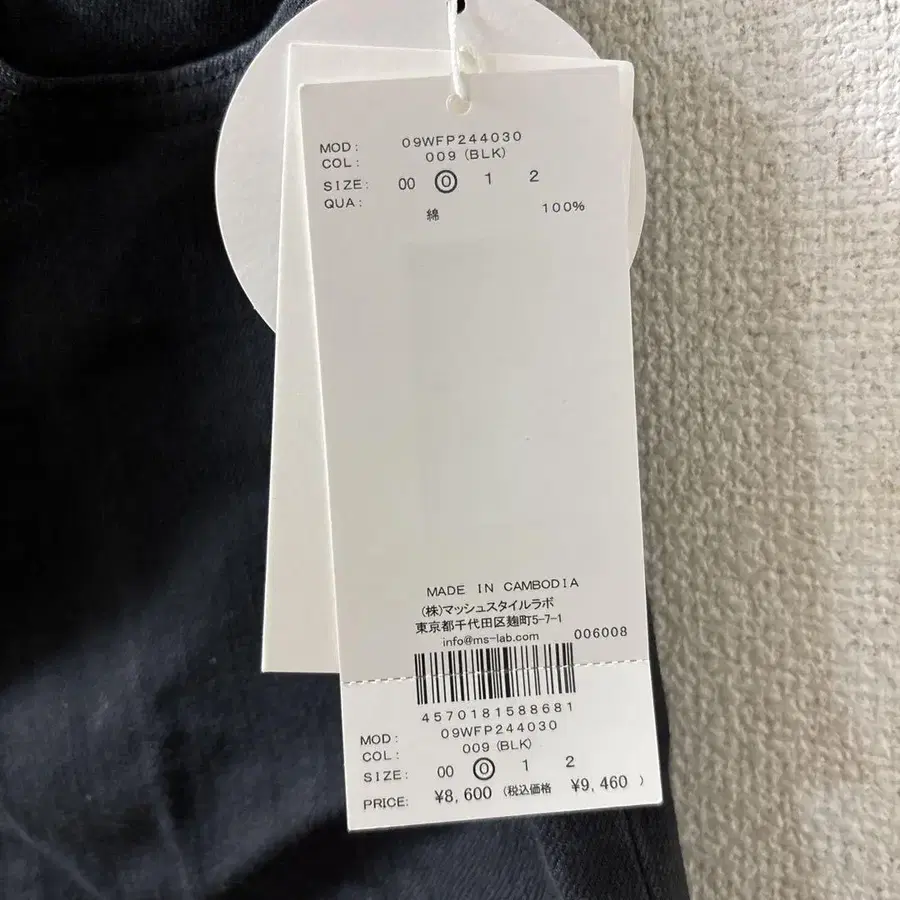 MOD: 09WFP244030
COL: 009 (BLK)
SIZE: 00 0 1 2
QUA: 綿 100%
MADE IN CAMBODIA
(株)マッシュスタイルラボ
東京都千代田区麹町5-7-1
info@ms-lab.com 006008
4570181588681
MOD: 09WFP244030
COL: 009 (BLK)
SIZE: 00 0 1 2
PRICE: ¥8,600 (税込価格 ¥9,460 )